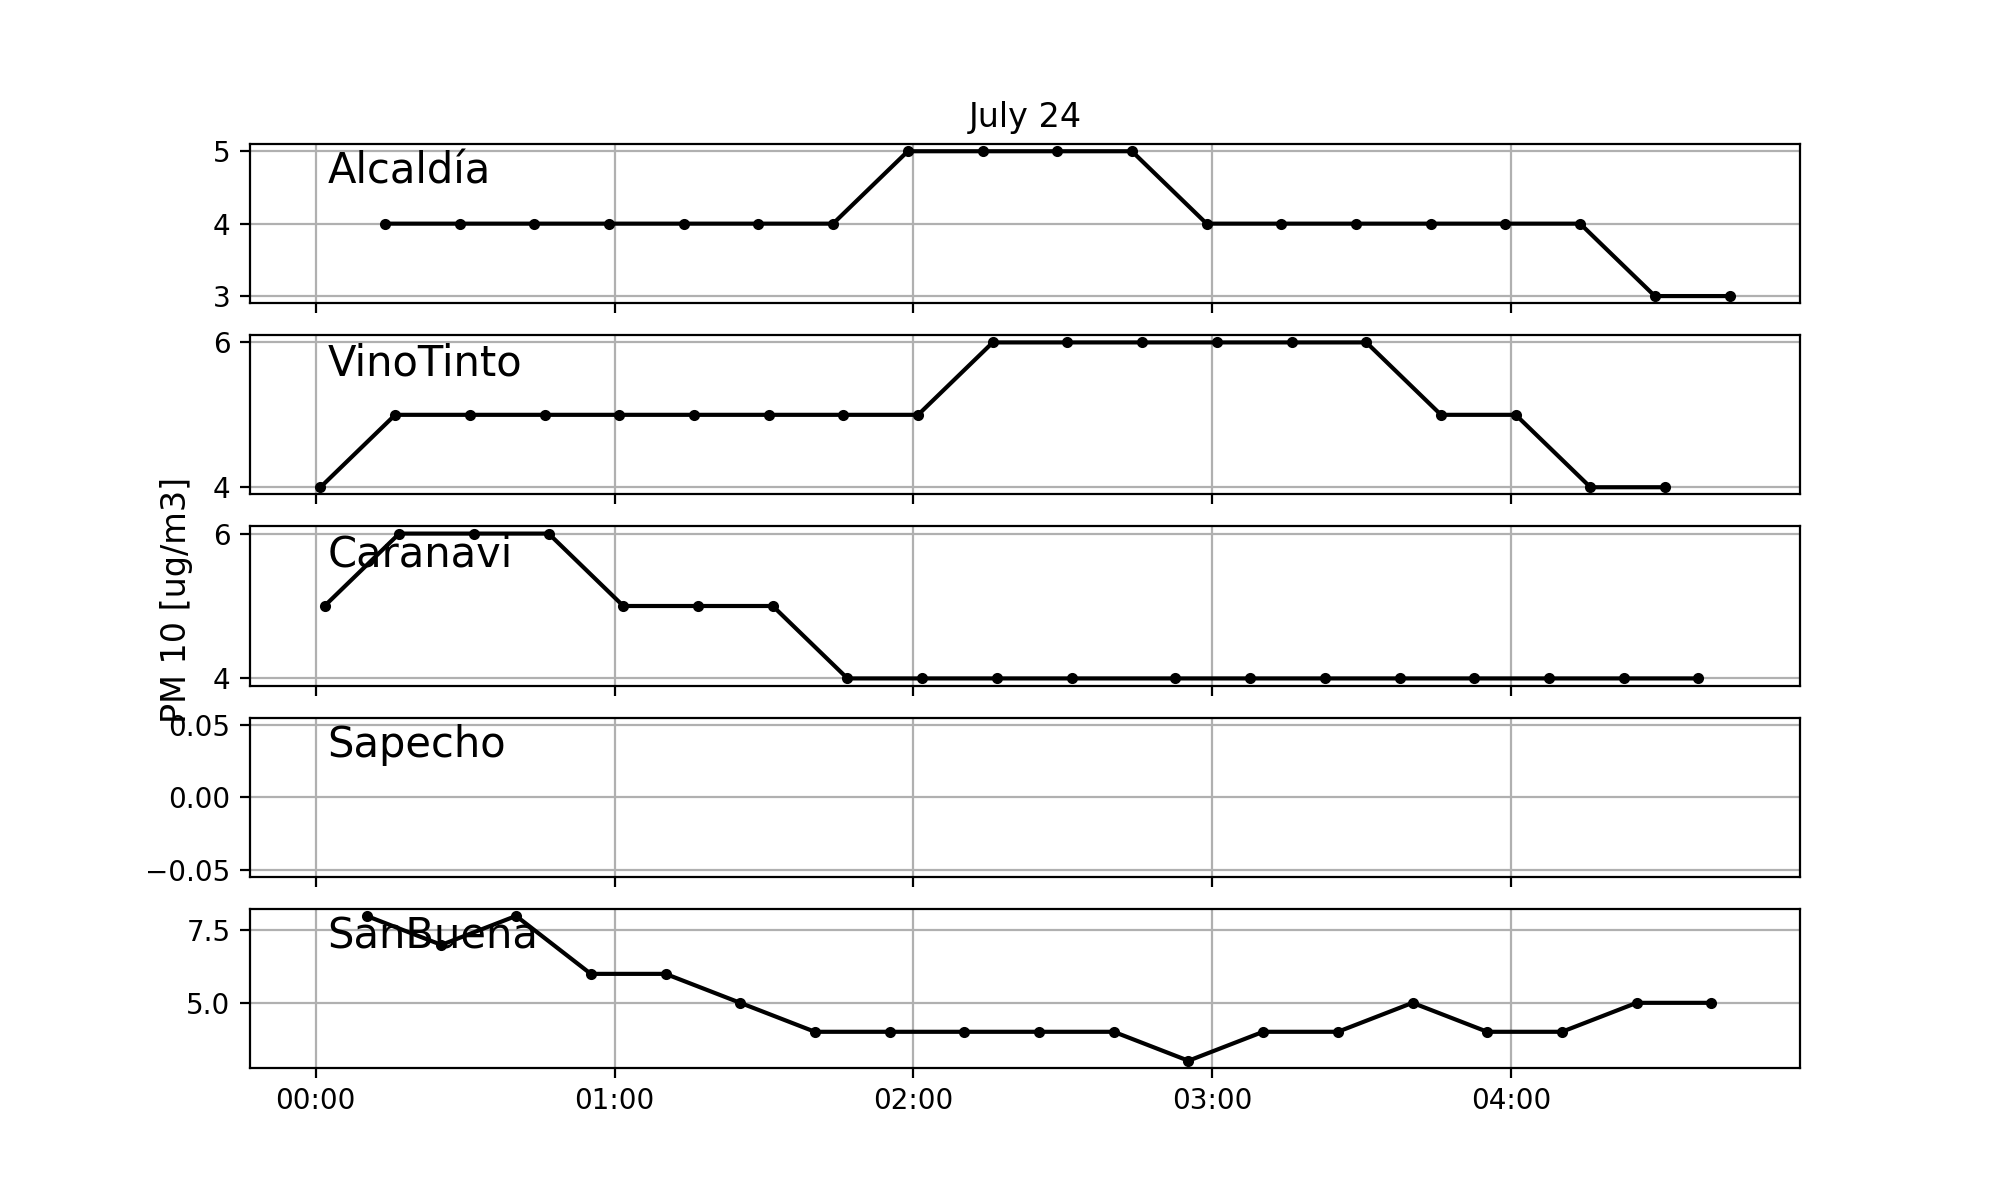 July 24
Alcaldía
5
4
3
VinoTinto
6
4
Caranavi
6
4
PM 10 [ug/m3]
Sapecho
0.05
0.00
−0.05
SanBuena
7.5
5.0
00:00 01:00 02:00 03:00 04:00